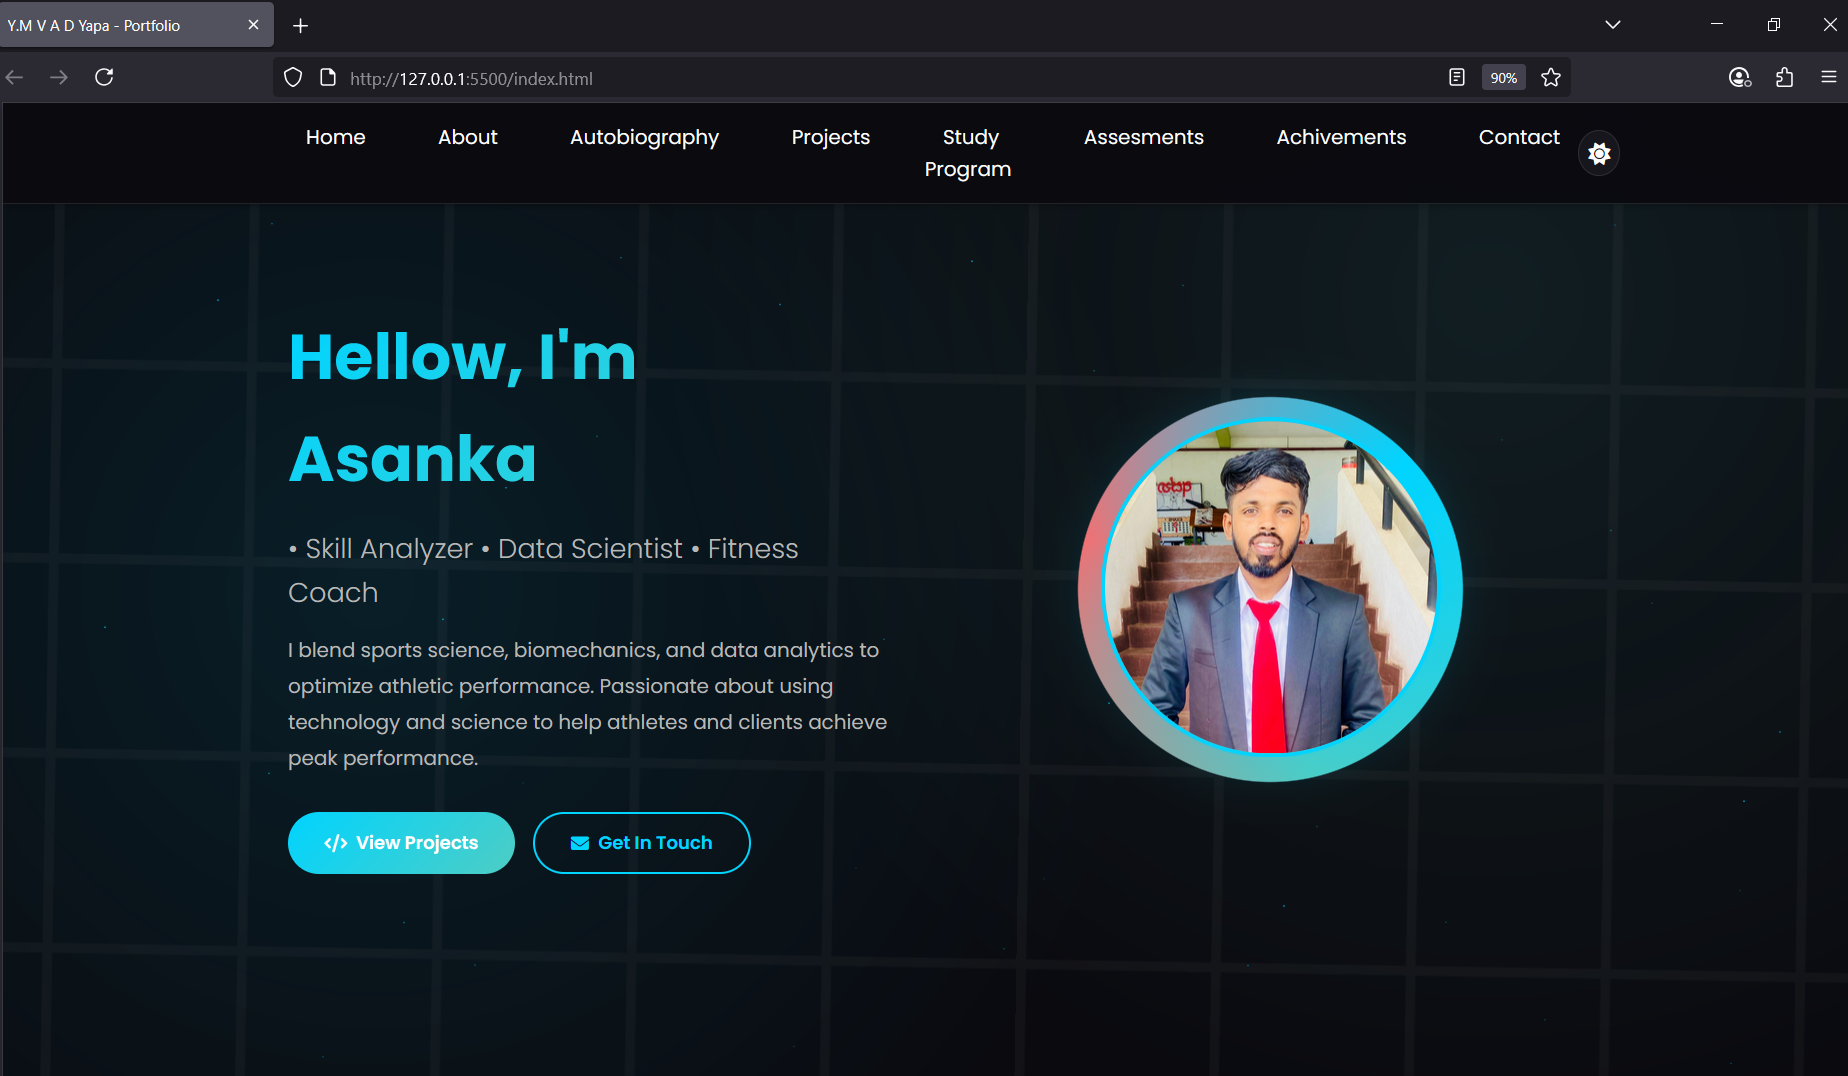 Y.M V A D Yapa - Portfolio
http://127.0.0.1:5500/index.html
90%
Home About Autobiography Projects Study Program Assesments Achivements Contact
Hellow, I'm
Asanka
• Skill Analyzer • Data Scientist • Fitness
Coach
I blend sports science, biomechanics, and data analytics to
optimize athletic performance. Passionate about using
technology and science to help athletes and clients achieve
peak performance.
</> View Projects
Get In Touch